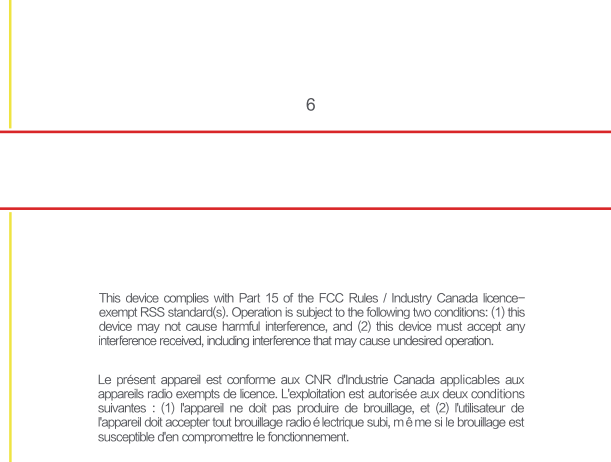 6
This device complies with Part 15 of the FCC Rules / Industry Canada licence–
exempt RSS standard(s). Operation is subject to the following two conditions: (1) this
device may not cause harmful interference, and (2) this device must accept any
interference received, including interference that may cause undesired operation.
Le présent appareil est conforme aux CNR d'Industrie Canada applicables aux
appareils radio exempts de licence. L'exploitation est autorisée aux deux conditions
suivantes : (1) l'appareil ne doit pas produire de brouillage, et (2) l'utilisateur de
l'appareil doit accepter tout brouillage radio é lectrique subi, m ê me si le brouillage est
susceptible d'en compromettre le fonctionnement.